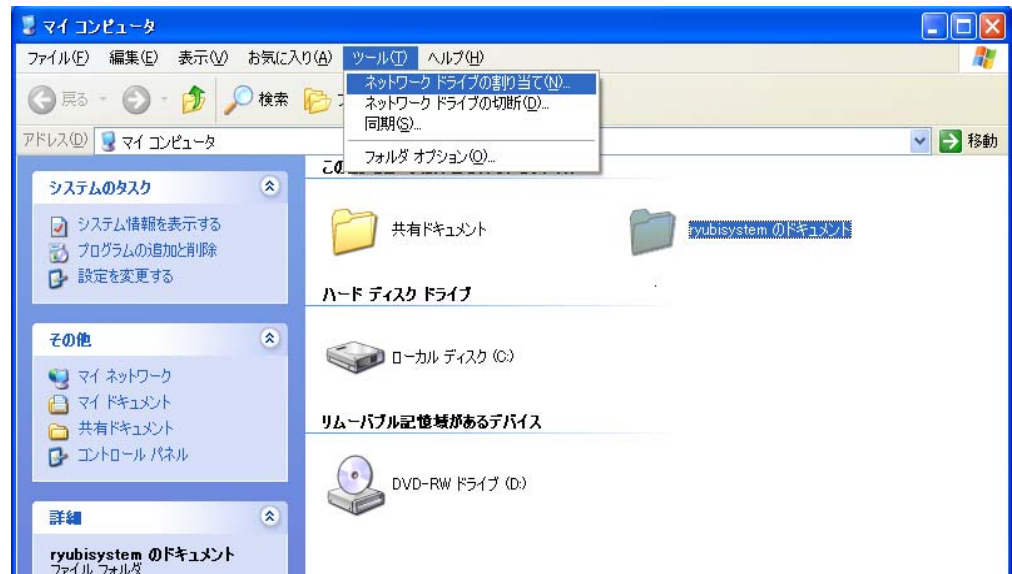 マイ コンピュータ
ファイル(F) 編集(E) 表示(V) お気に入り(A) ツール(T) ヘルプ(H)
ネットワーク ドライブの割り当て(N)...
ネットワーク ドライブの切断(D)...
同期(S)...
フォルダ オプション(O)...
戻る 検索
アドレス(D) マイ コンピュータ 移動
システムのタスク
システム情報を表示する
プログラムの追加と削除
設定を変更する
その他
マイ ネットワーク
マイ ドキュメント
共有ドキュメント
コントロール パネル
詳細
ryubisystem のドキュメント
ファイル フォルダ
共有ドキュメント ryubisystem のドキュメント
ハード ディスク ドライブ
ローカル ディスク (C:)
リムーバブル記憶域があるデバイス
DVD-RW ドライブ (D:)